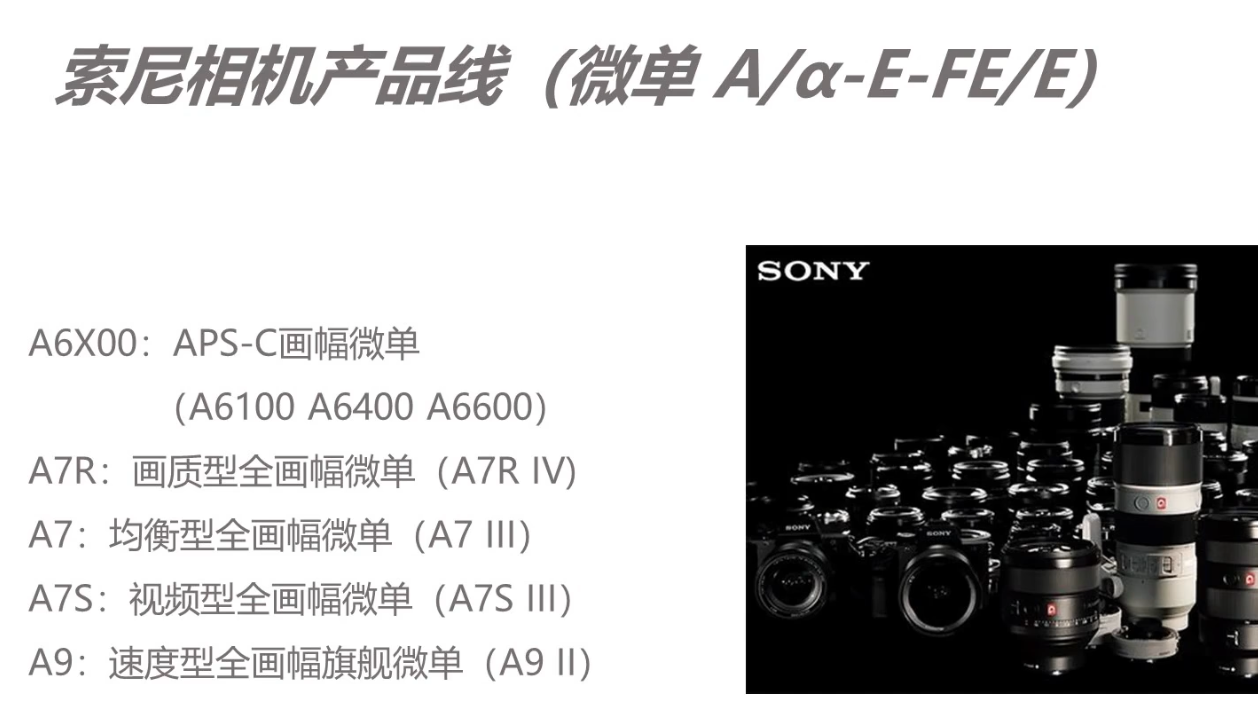 索尼相机产品线（微单 A/α-E-FE/E）
A6X00：APS-C画幅微单
（A6100 A6400 A6600）
A7R：画质型全画幅微单（A7R IV）
A7：均衡型全画幅微单（A7 III）
A7S：视频型全画幅微单（A7S III）
A9：速度型全画幅旗舰微单（A9 II）
SONY
SONY
SONY